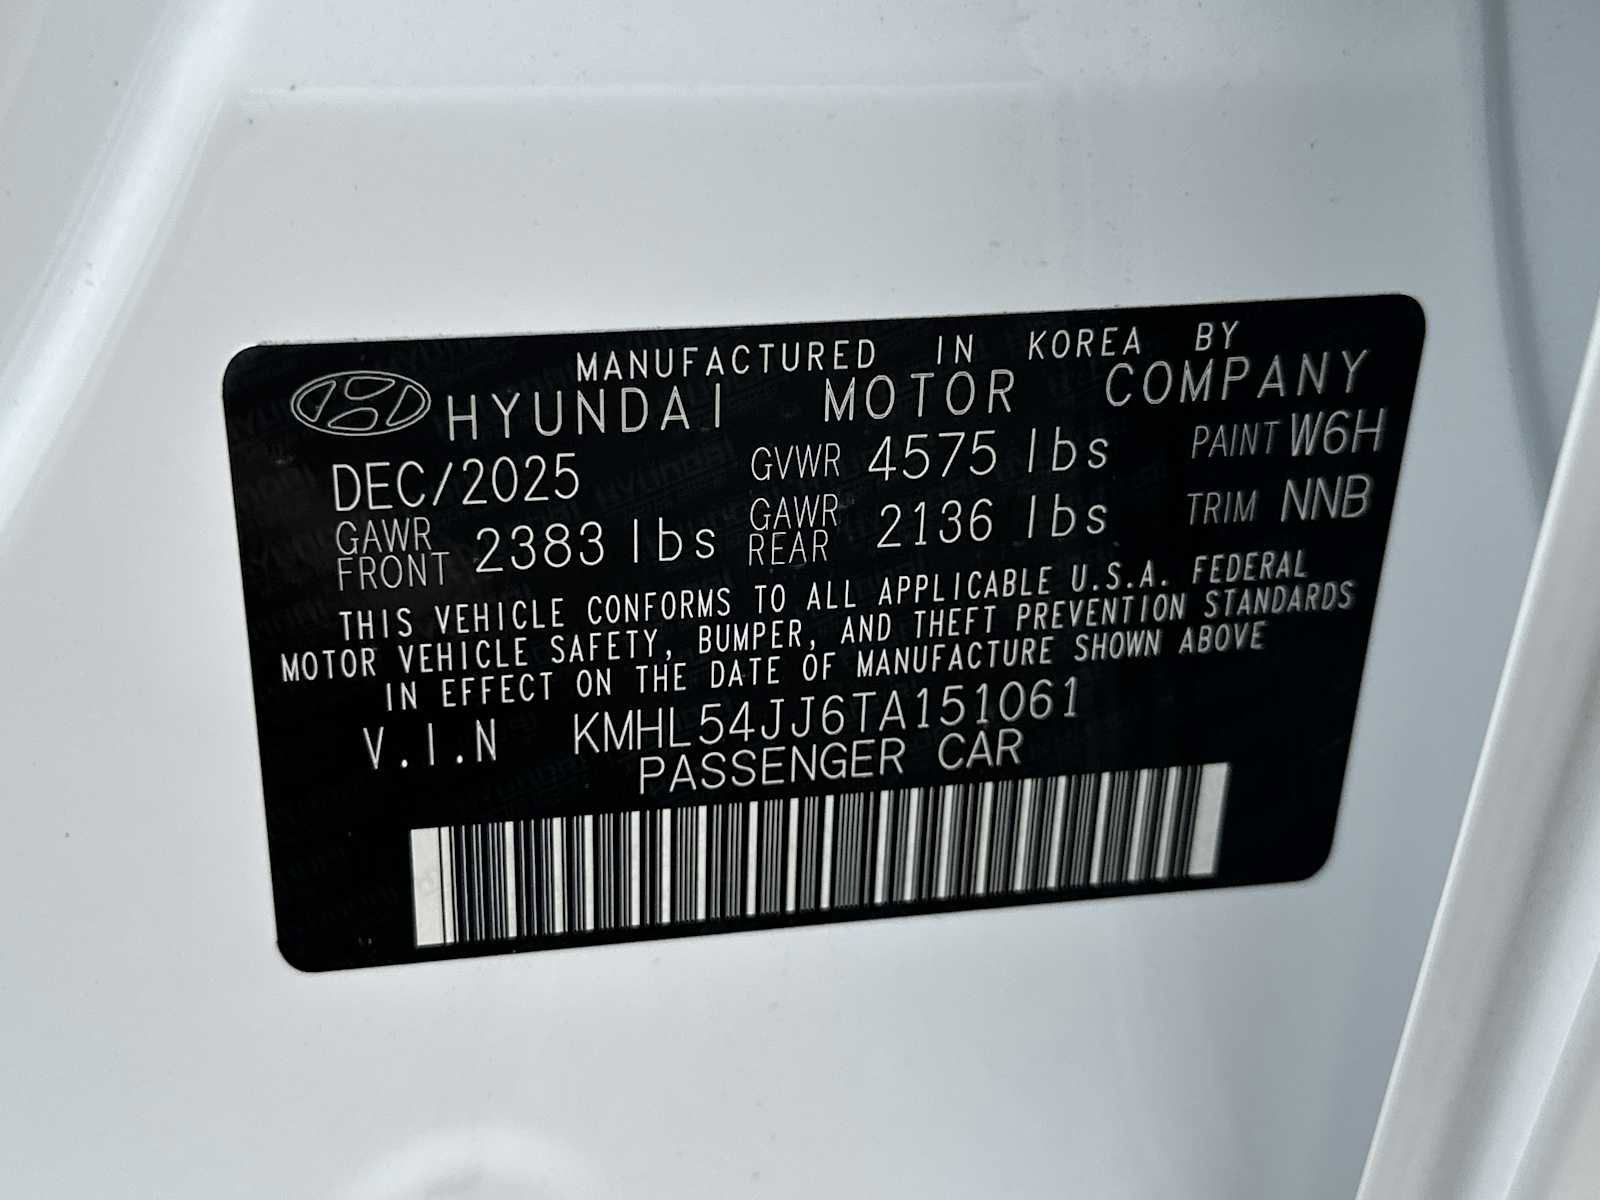 MANUFACTURED IN KOREA BY
HYUNDAI MOTOR COMPANY
DEC/2025 GVWR 4575 lbs PAINT W6H
GAWR FRONT 2383 lbs GAWR REAR 2136 lbs TRIM NNB
THIS VEHICLE CONFORMS TO ALL APPLICABLE U.S.A. FEDERAL
MOTOR VEHICLE SAFETY, BUMPER, AND THEFT PREVENTION STANDARDS
IN EFFECT ON THE DATE OF MANUFACTURE SHOWN ABOVE
V.I.N KMHL54JJ6TA151061
PASSENGER CAR